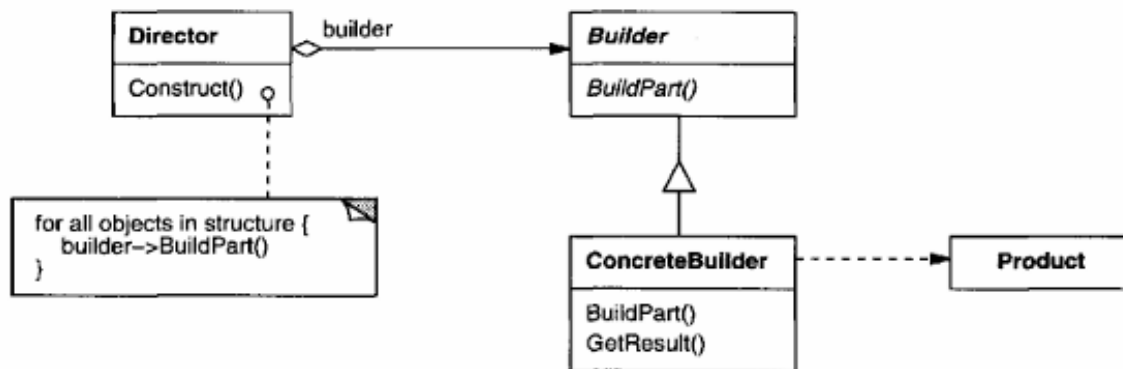 Director
Construct()
builder
Builder
BuildPart()
for all objects in structure {
builder->BuildPart()
}
ConcreteBuilder
BuildPart()
GetResult()
...
Product